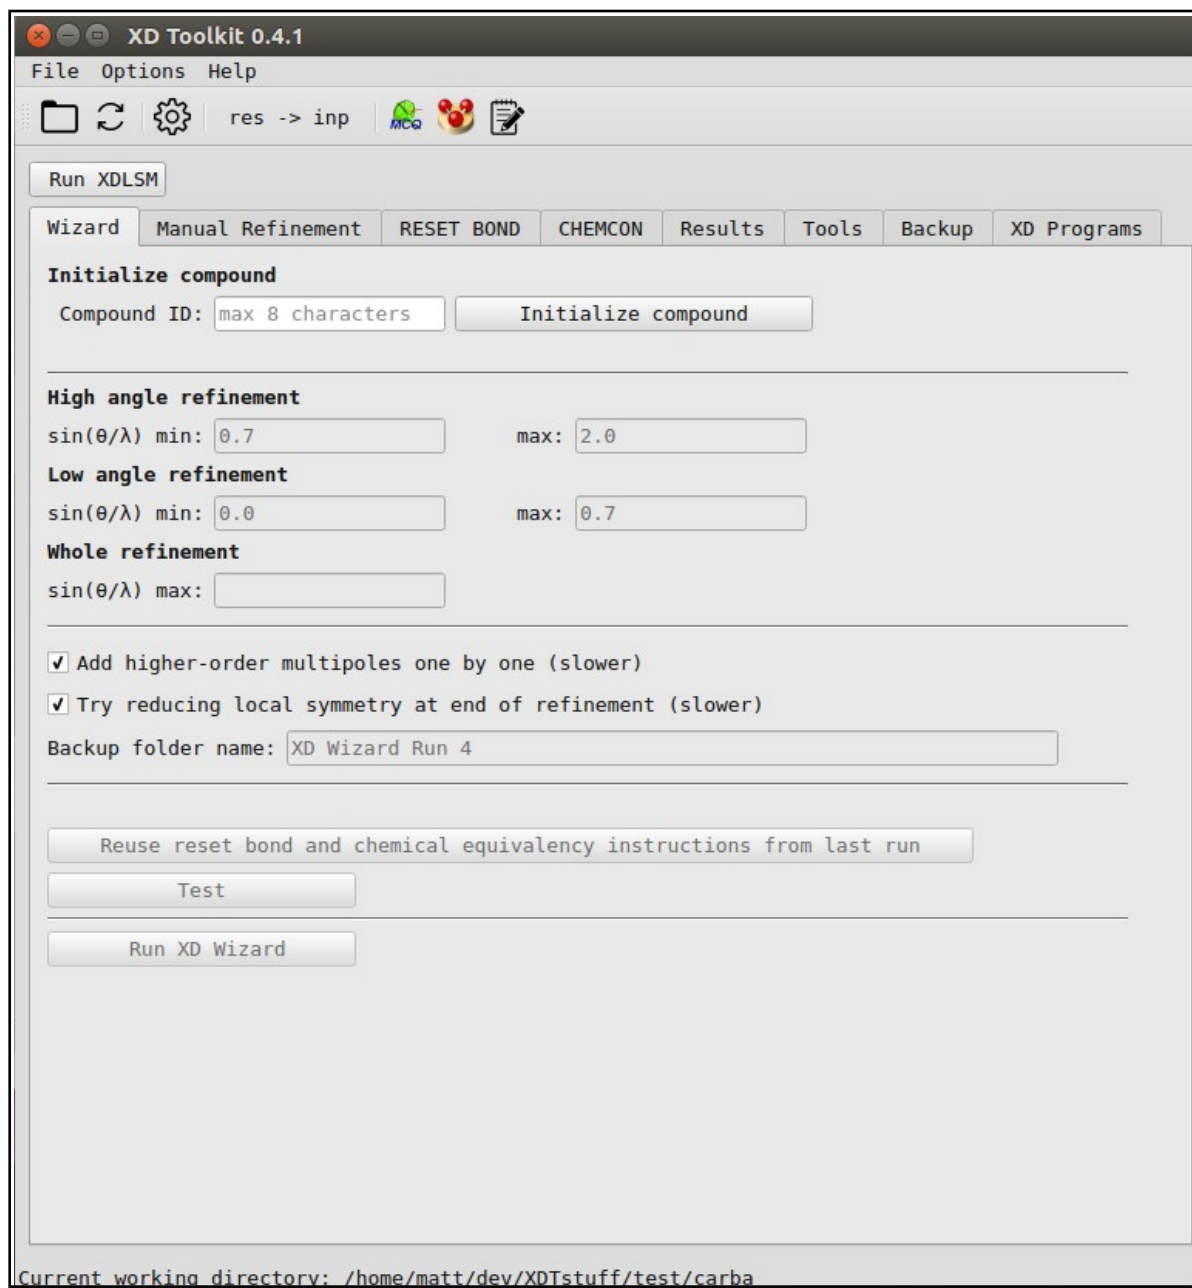 XD Toolkit 0.4.1
File Options Help
res -> inp MCQ
Run XDLSM
Wizard Manual Refinement RESET BOND CHEMCON Results Tools Backup XD Programs
Initialize compound
Compound ID: max 8 characters Initialize compound
High angle refinement
sin(θ/λ) min: 0.7 max: 2.0
Low angle refinement
sin(θ/λ) min: 0.0 max: 0.7
Whole refinement
sin(θ/λ) max:
Add higher-order multipoles one by one (slower)
Try reducing local symmetry at end of refinement (slower)
Backup folder name: XD Wizard Run 4
Reuse reset bond and chemical equivalency instructions from last run
Test
Run XD Wizard
Current working directory: /home/matt/dev/XDTstuff/test/carba